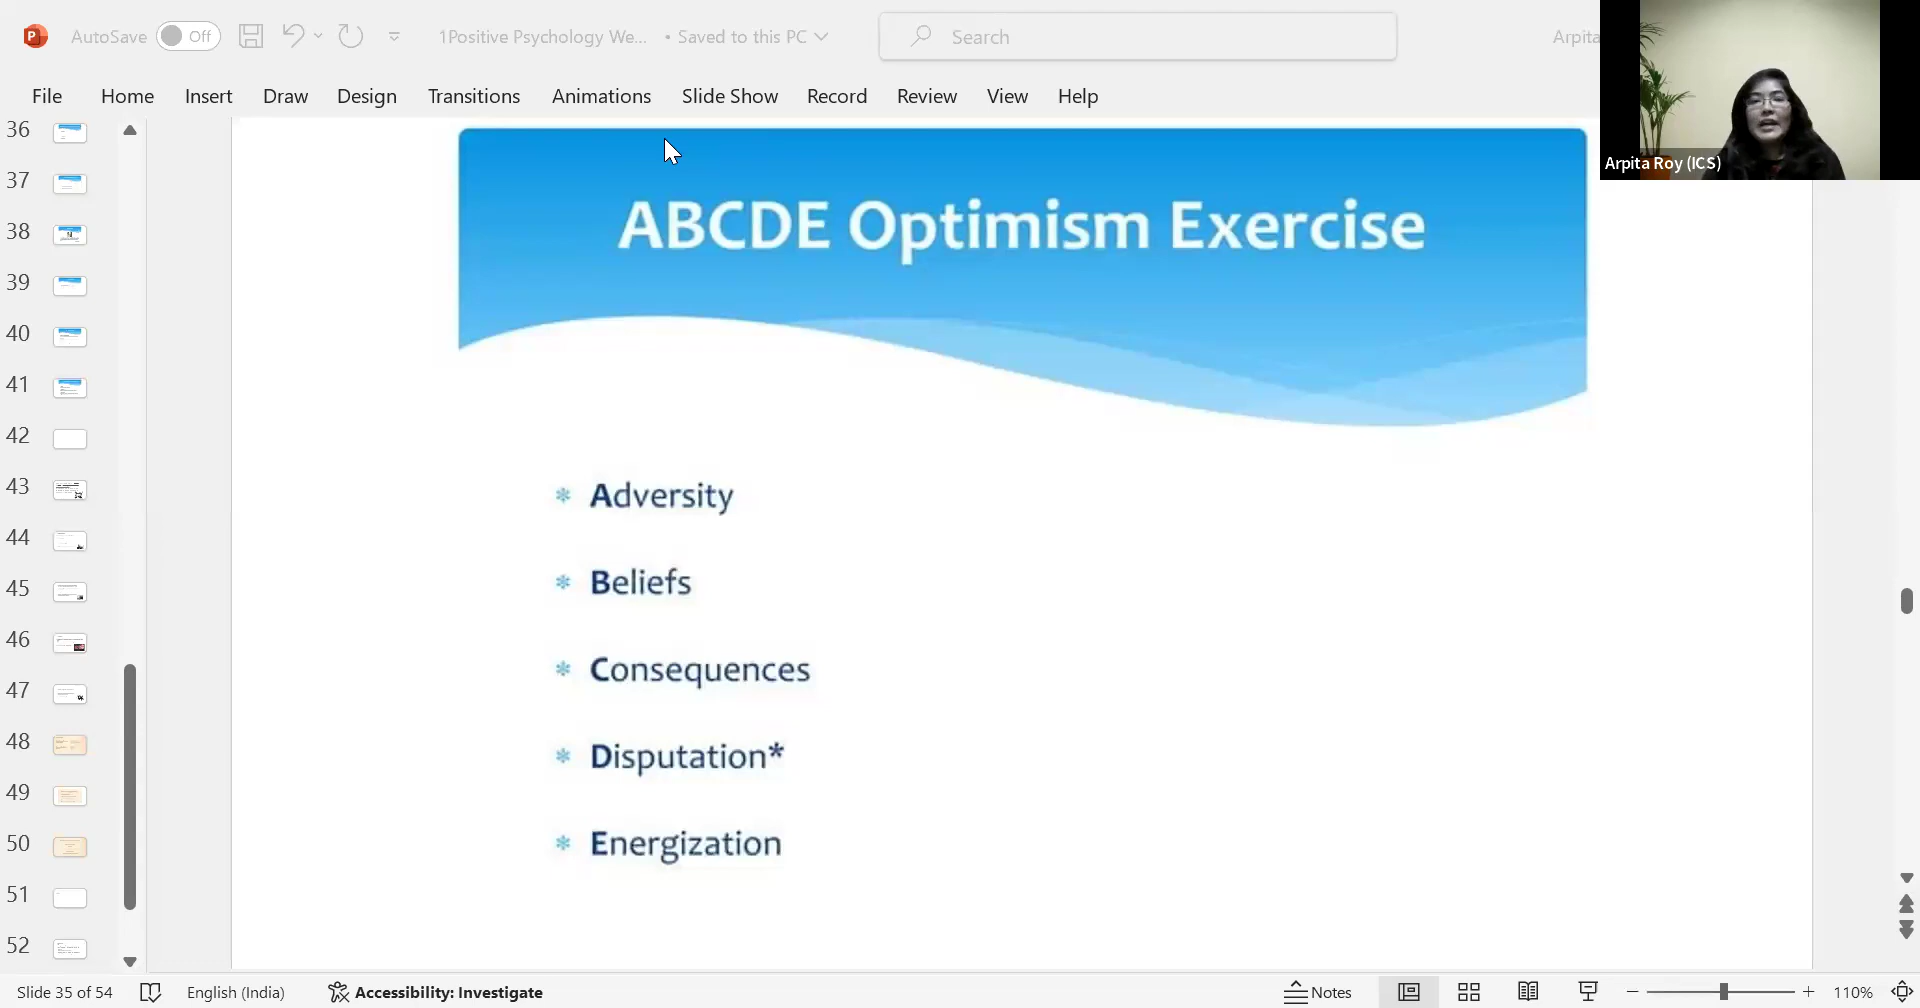 AutoSave Off 1Positive Psychology We... • Saved to this PC Search Arpita
File Home Insert Draw Design Transitions Animations Slide Show Record Review View Help
Arpita Roy (ICS)
36
37
38
39
40
41
42
43
44
45
46
47
48
49
50
51
52
ABCDE Optimism Exercise
Adversity
Beliefs
Consequences
Disputation*
Energization
Slide 35 of 54 English (India) Accessibility: Investigate Notes 110%